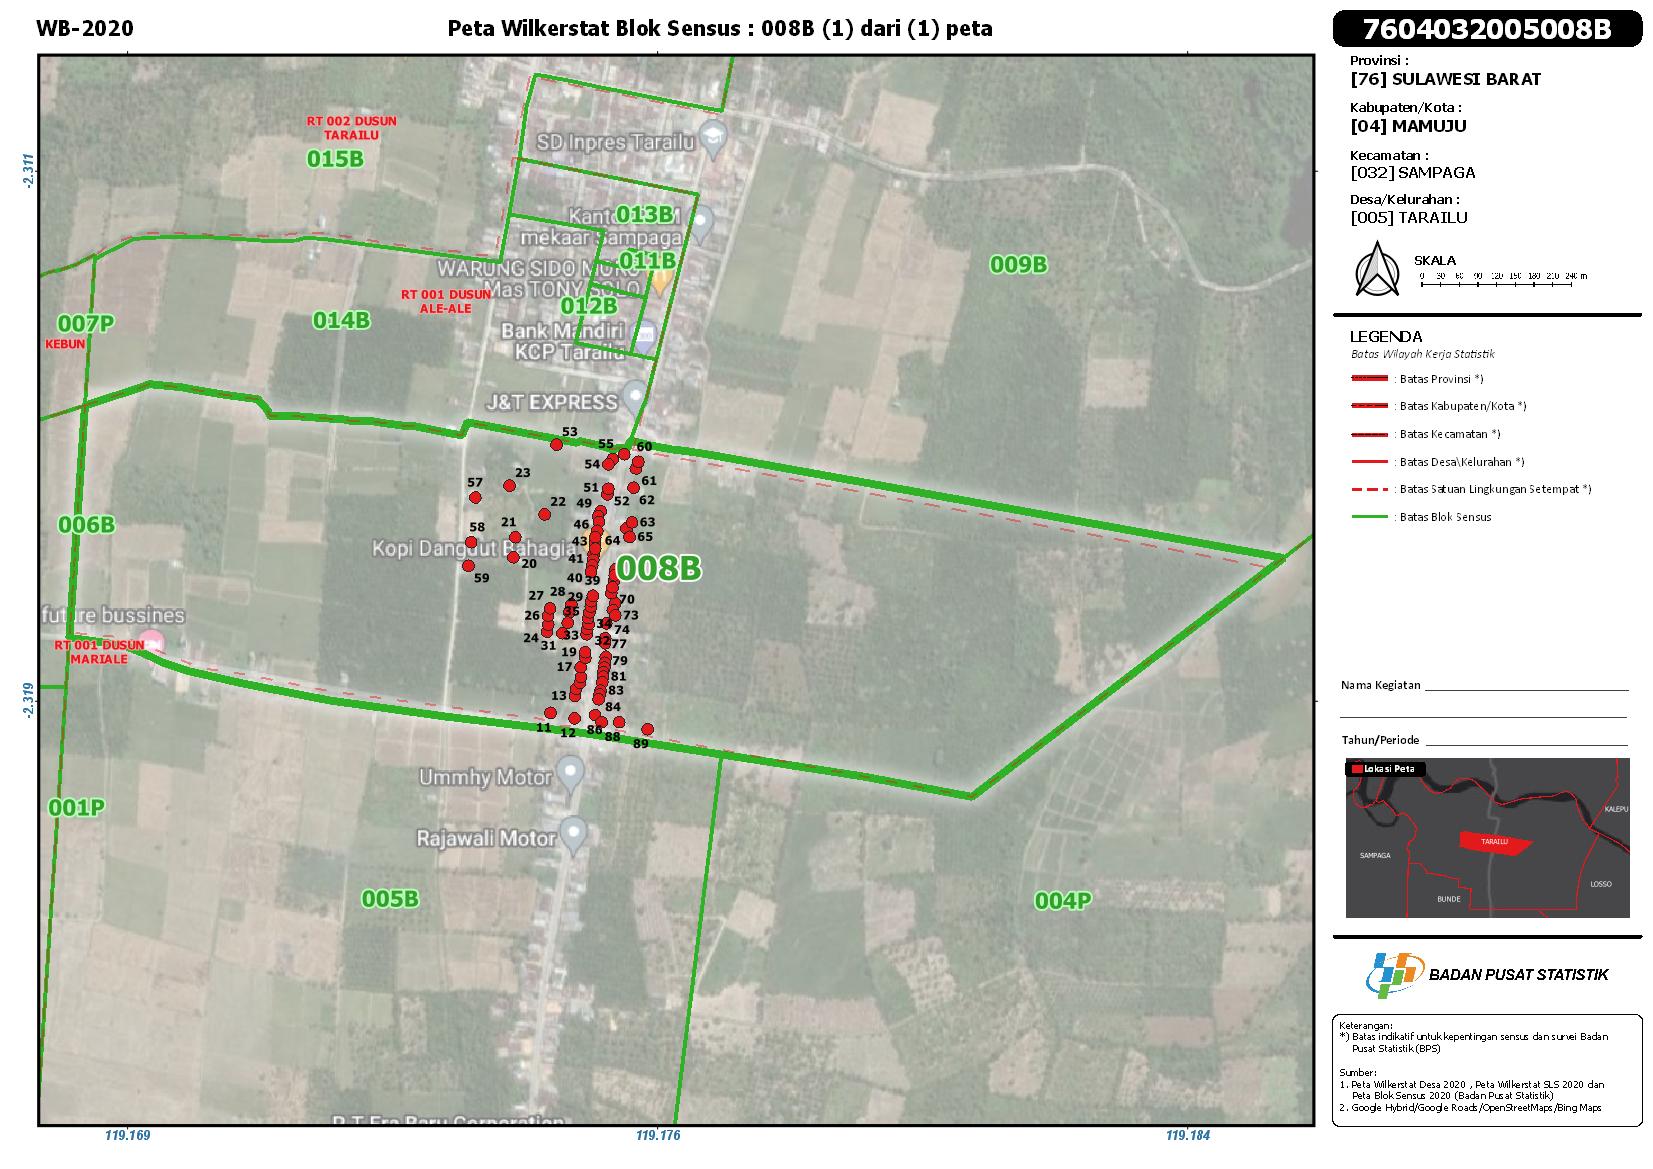 WB-2020
Peta Wilkerstat Blok Sensus : 008B (1) dari (1) peta
7604032005008B
Provinsi :
[76] SULAWESI BARAT
Kabupaten/Kota :
[04] MAMUJU
Kecamatan :
[032] SAMPAGA
Desa/Kelurahan :
[005] TARAILU
SKALA
0 30 60 90 120 150 180 210 240 m
LEGENDA
Batas Wilayah Kerja Statistik
: Batas Provinsi *)
: Batas Kabupaten/Kota *)
: Batas Kecamatan *)
: Batas Desa\Kelurahan *)
: Batas Satuan Lingkungan Setempat *)
: Batas Blok Sensus
Nama Kegiatan
Tahun/Periode
Lokasi Peta
KALEPU
TARAILU
SAMPAGA
LOSSO
BUNDE
BADAN PUSAT STATISTIK
Keterangan:
*) Batas indikatif untuk kepentingan sensus dan survei Badan
Pusat Statistik (BPS)
Sumber:
1. Peta Wilkerstat Desa 2020 , Peta Wilkerstat SLS 2020 dan
Peta Blok Sensus 2020 (Badan Pusat Statistik)
2. Google Hybrid/Google Roads/OpenStreetMaps/Bing Maps
RT 002 DUSUN
TARAILU
015B
SD Inpres Tarailu
013B
mekaar Sampaga
011B
009B
WARUNG SIDO
Mas TONY SOLO
RT 001 DUSUN
ALE-ALE
012B
014B
007P
KEBUN
Bank Mandiri
KCP Tarailu
J&T EXPRESS
53
55
60
54
23
57
51
61
52
62
22
49
46
63
58
21
43
64
65
Kopi Dangdut Bahagia
006B
41
20
008B
59
40
39
27
28
29
70
26
35
73
34
74
24
31
33
32
77
19
79
17
81
13
83
84
11
12
86
88
89
future bussines
RT 001 DUSUN
MARIALE
Ummhy Motor
001P
Rajawali Motor
005B
004P
P.T Era Baru Corporation
-2.311
-2.319
119.169
119.176
119.184